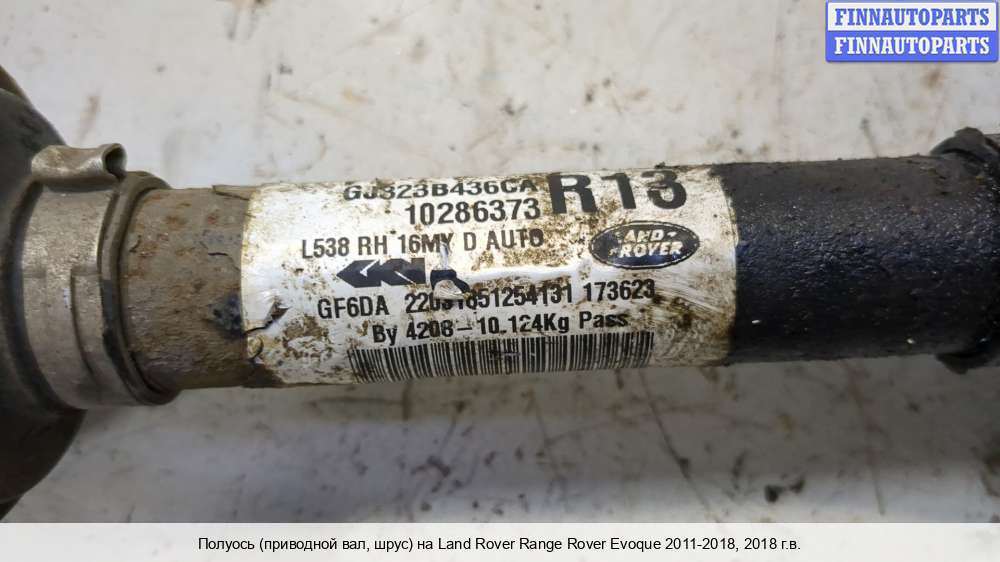 FINNAUTOPARTS
FINNAUTOPARTS
GJ323B436CA
R13
10286373
L538 RH 16MY D AUTO
LAND-
ROVER
GF6DA 173623
By 4208-10.124Kg Pass
Полуось (приводной вал, шрус) на Land Rover Range Rover Evoque 2011-2018, 2018 г.в.